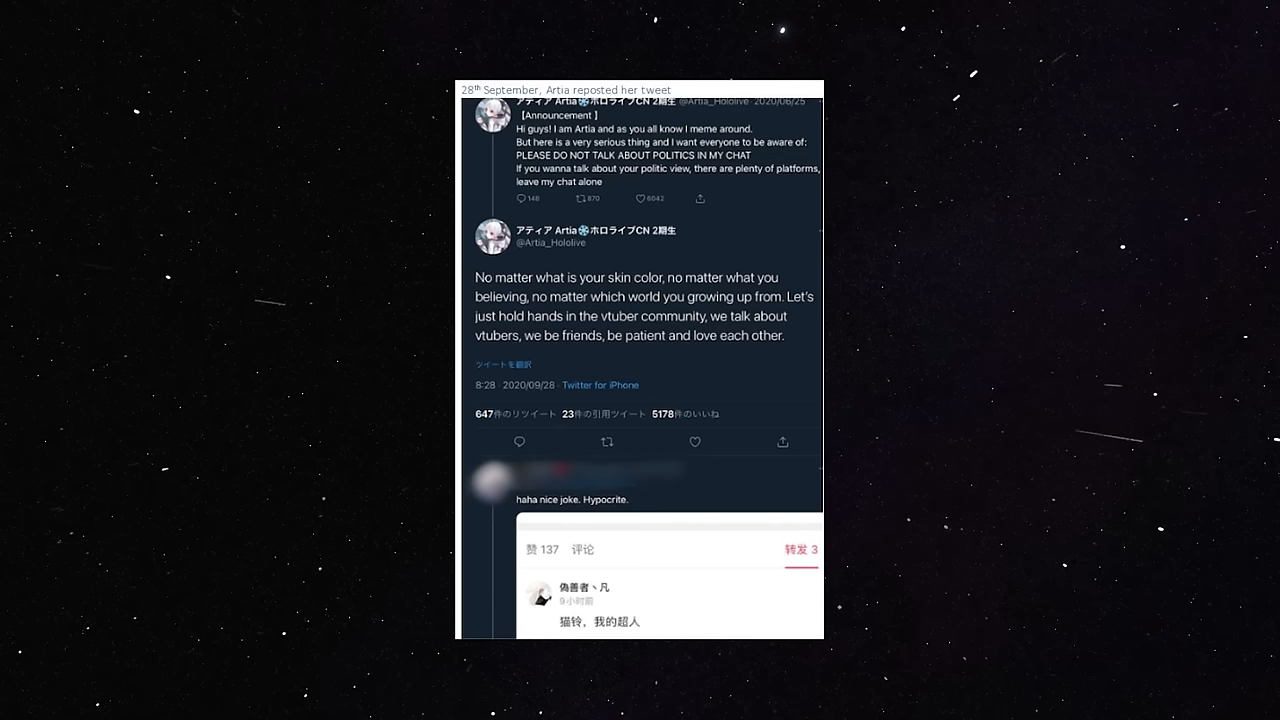 28th September, Artia reposted her tweet
アティア Artia❄ホロライブCN 2期生 @Artia_Hololive · 2020/06/25
【Announcement 】
Hi guys! I am Artia and as you all know I meme around.
But here is a very serious thing and I want everyone to be aware of:
PLEASE DO NOT TALK ABOUT POLITICS IN MY CHAT
If you wanna talk about your politic view, there are plenty of platforms,
leave my chat alone
148 870 6042
アティア Artia❄ホロライブCN 2期生
@Artia_Hololive
No matter what is your skin color, no matter what you
believing, no matter which world you growing up from. Let's
just hold hands in the vtuber community, we talk about
vtubers, we be friends, be patient and love each other.
ツイートを翻訳
8:28 · 2020/09/28 · Twitter for iPhone
647件のリツイート 23件の引用ツイート 5178件のいいね
haha nice joke. Hypocrite.
赞 137 评论 转发 3
偽善者丶凡
9小时前
猫铃，我的超人